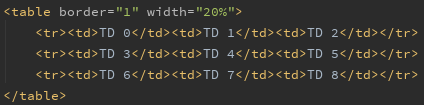 <table border="1" width="20%">
    <tr><td>TD 0</td><td>TD 1</td><td>TD 2</td></tr>
    <tr><td>TD 3</td><td>TD 4</td><td>TD 5</td></tr>
    <tr><td>TD 6</td><td>TD 7</td><td>TD 8</td></tr>
</table>